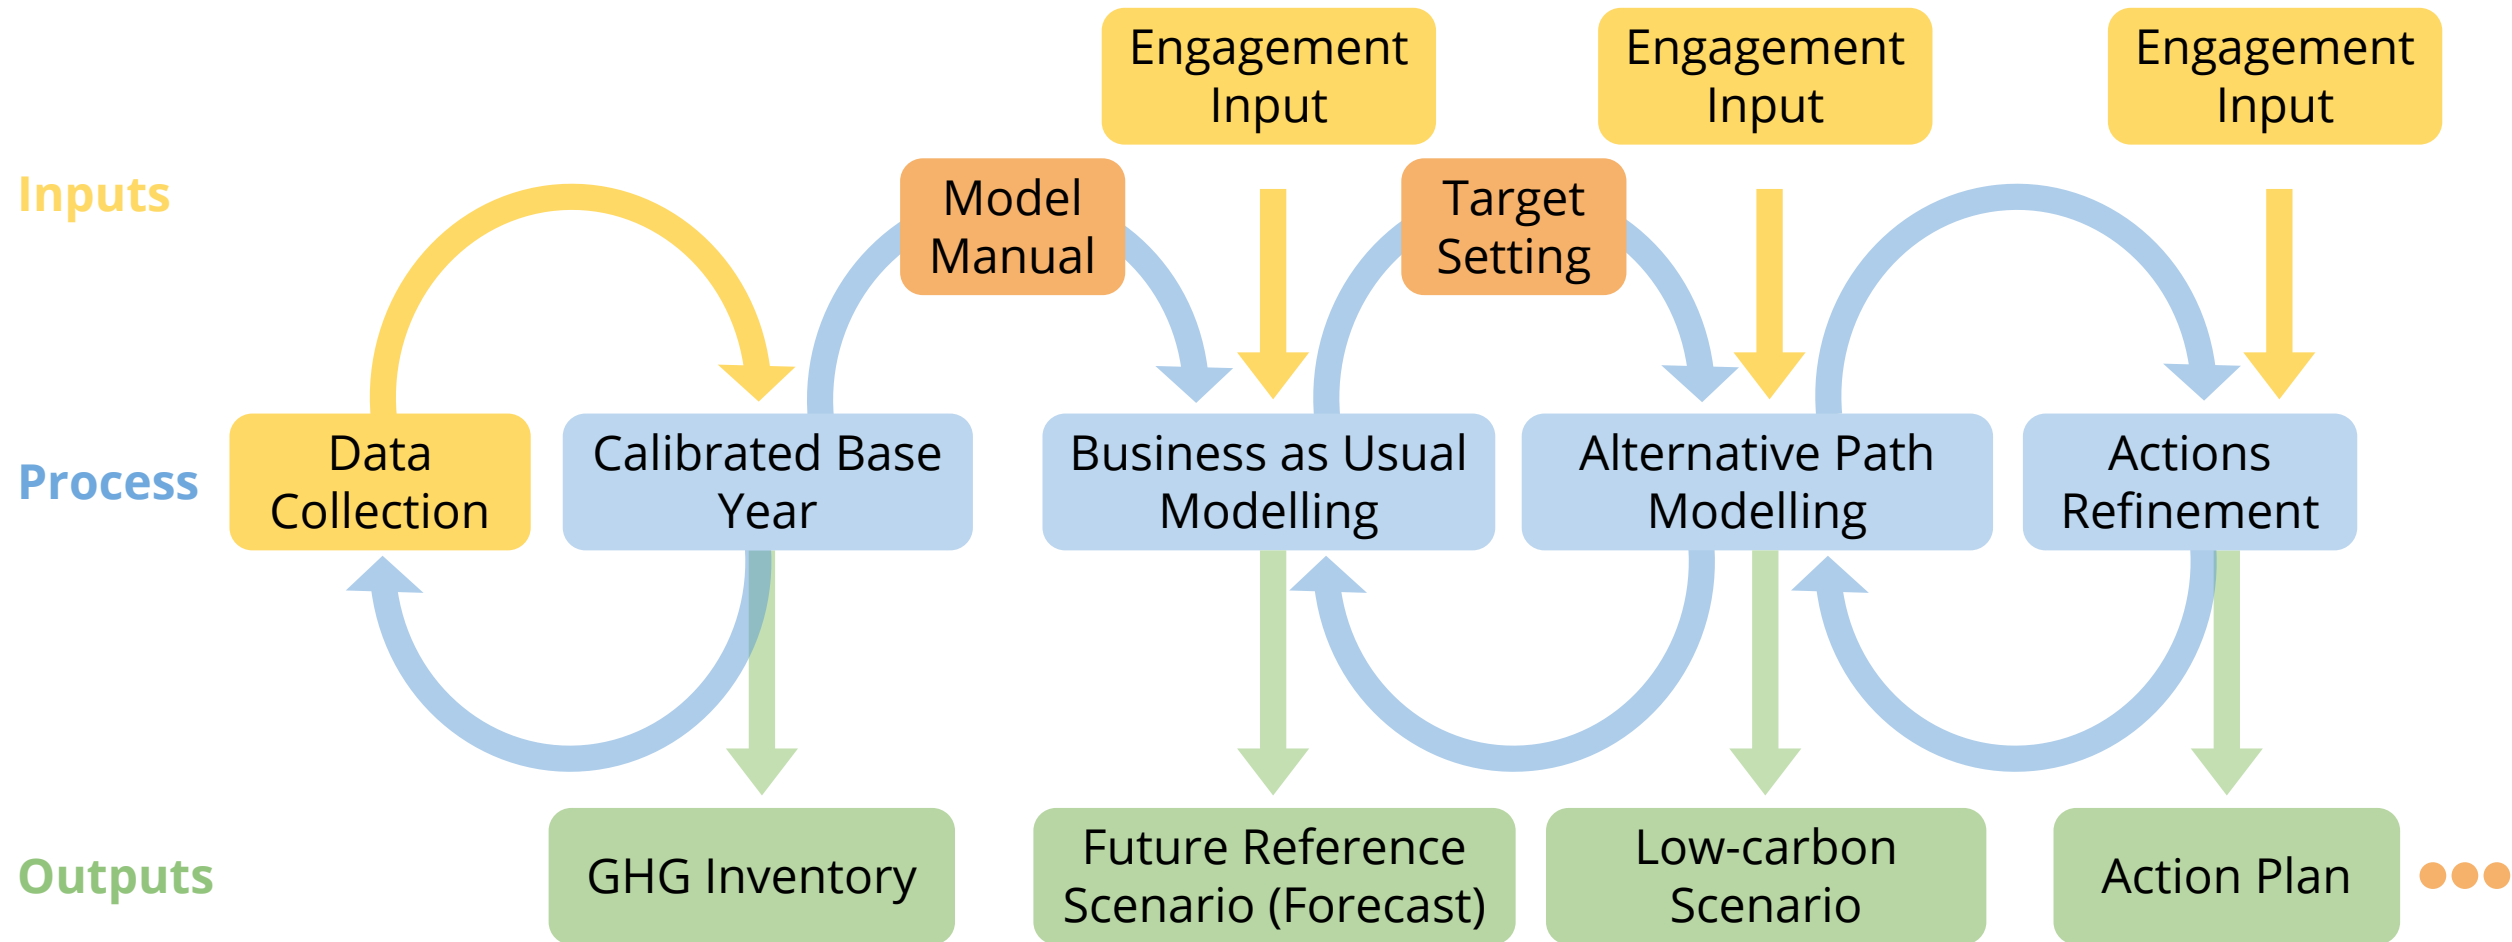 Engagement
Input
Engagement
Input
Engagement
Input
Inputs
Model
Manual
Target
Setting
Process
Data
Collection
Calibrated Base
Year
Business as Usual
Modelling
Alternative Path
Modelling
Actions
Refinement
Outputs
GHG Inventory
Future Reference
Scenario (Forecast)
Low-carbon
Scenario
Action Plan